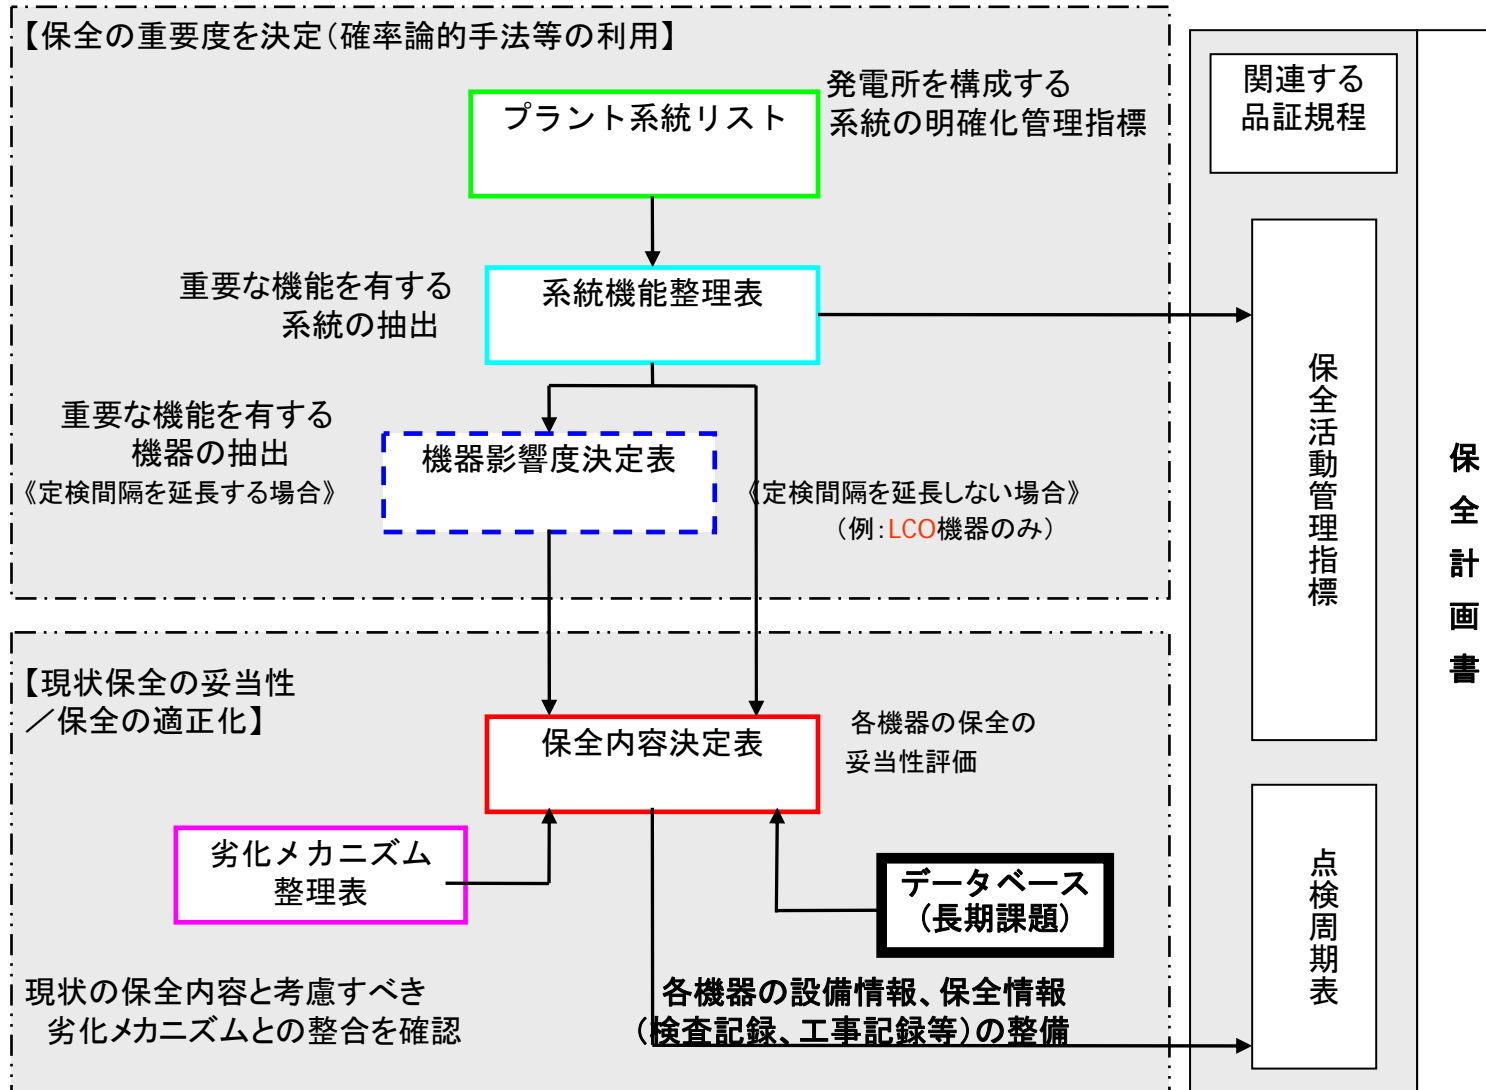 【保全の重要度を決定(確率論的手法等の利用】
プラント系統リスト
発電所を構成する
系統の明確化管理指標
関連する
品証規程
重要な機能を有する
系統の抽出
系統機能整理表
重要な機能を有する
機器の抽出
《定検間隔を延長する場合》
機器影響度決定表
《定検間隔を延長しない場合》
(例:LCO機器のみ)
保全活動管理指標
保全計画書
【現状保全の妥当性
/保全の適正化】
保全内容決定表
各機器の保全の
妥当性評価
劣化メカニズム
整理表
データベース
(長期課題)
点検周期表
現状の保全内容と考慮すべき
劣化メカニズムとの整合を確認
各機器の設備情報、保全情報
(検査記録、工事記録等)の整備